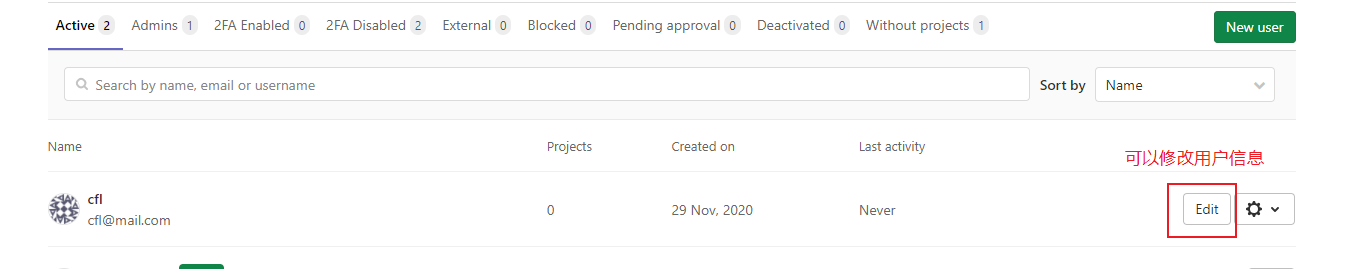 Active 2 Admins 1 2FA Enabled 0 2FA Disabled 2 External 0 Blocked 0 Pending approval 0 Deactivated 0 Without projects 1 New user
Search by name, email or username Sort by Name
Name Projects Created on Last activity
可以修改用户信息
cfl
cfl@mail.com 0 29 Nov, 2020 Never Edit